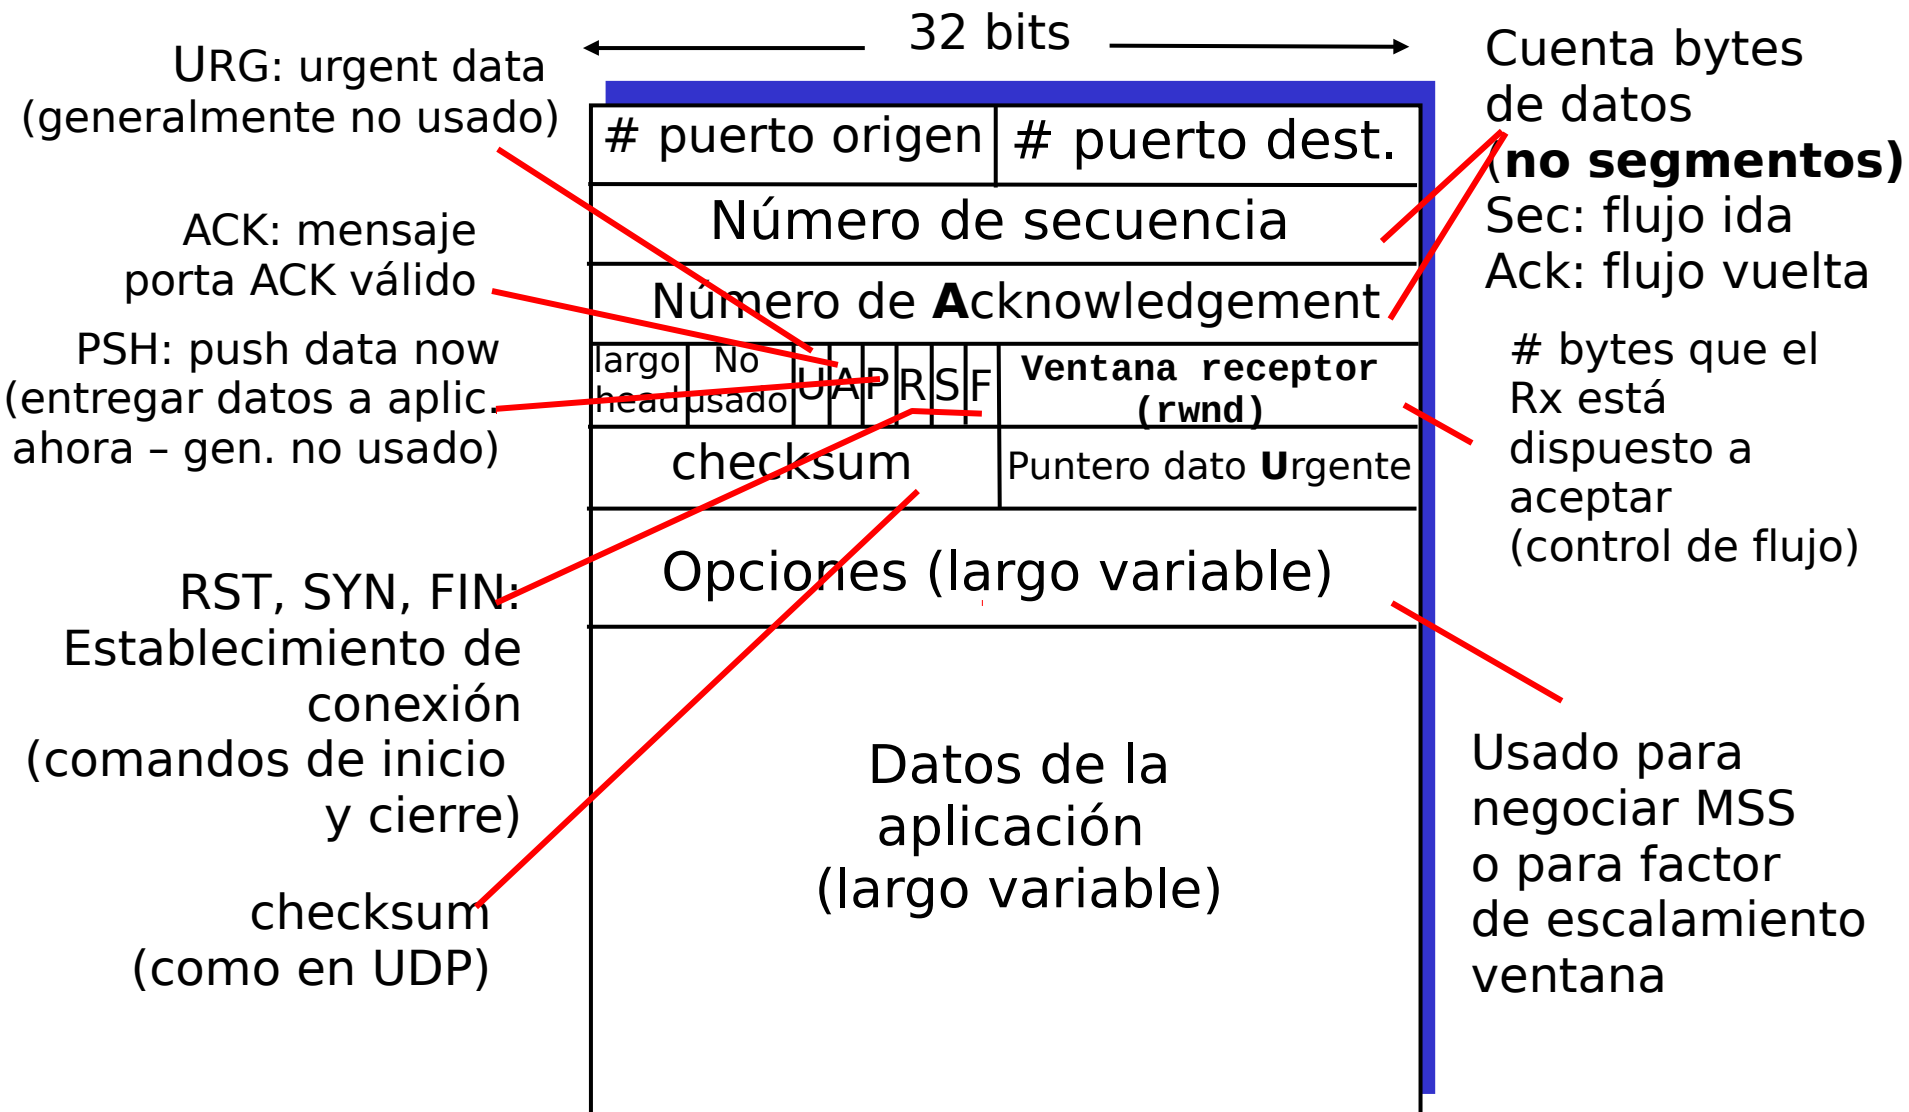 32 bits
URG: urgent data
(generalmente no usado)
ACK: mensaje
porta ACK válido
PSH: push data now
(entregar datos a aplic.
ahora – gen. no usado)
RST, SYN, FIN:
Establecimiento de
conexión
(comandos de inicio
y cierre)
checksum
(como en UDP)
# puerto origen
# puerto dest.
Número de secuencia
Número de Acknowledgement
largo
head
No
usado
U
A
P
R
S
F
Ventana receptor
(rwnd)
checksum
Puntero dato Urgente
Opciones (largo variable)
Datos de la
aplicación
(largo variable)
Cuenta bytes
de datos
(no segmentos)
Sec: flujo ida
Ack: flujo vuelta
# bytes que el
Rx está
dispuesto a
aceptar
(control de flujo)
Usado para
negociar MSS
o para factor
de escalamiento
ventana